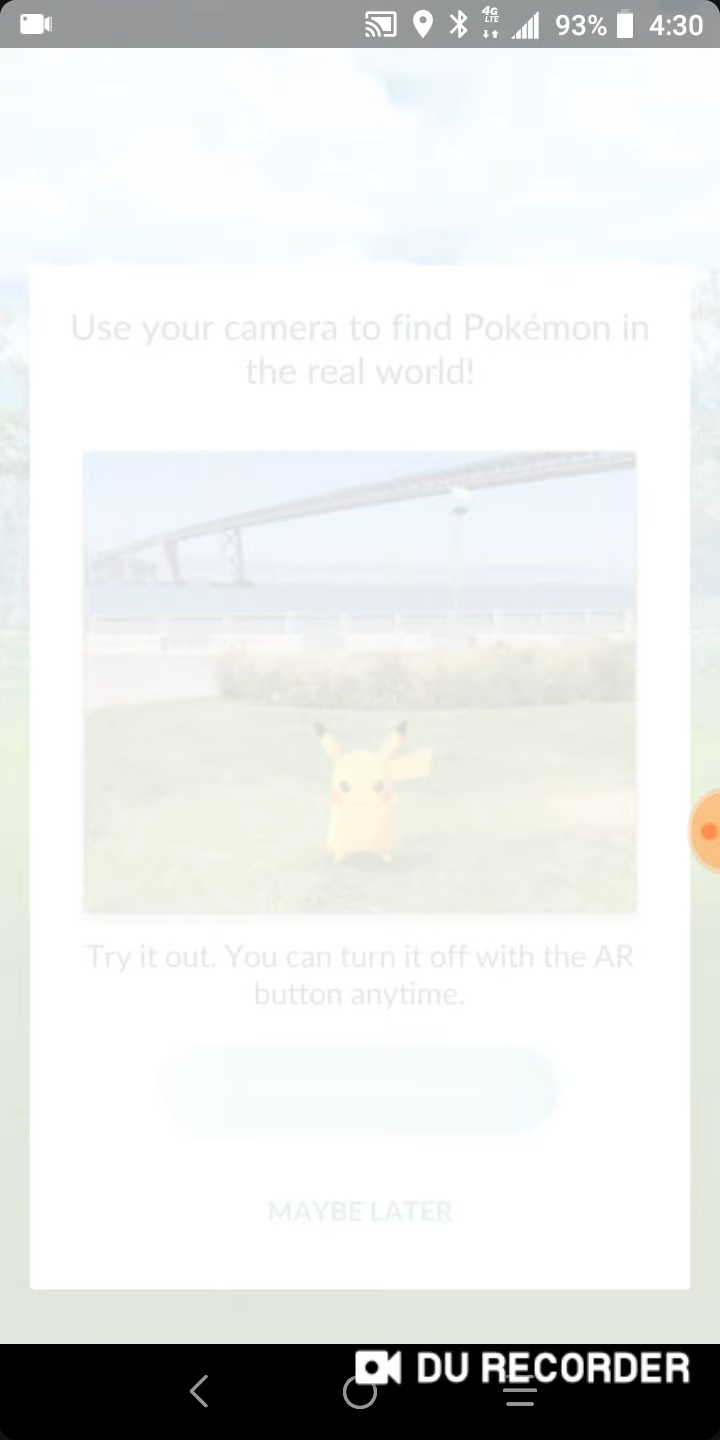 4G
LTE
93%
4:30
Use your camera to find Pokémon in
the real world!
Try it out. You can turn it off with the AR
button anytime.
MAYBE LATER
DU RECORDER